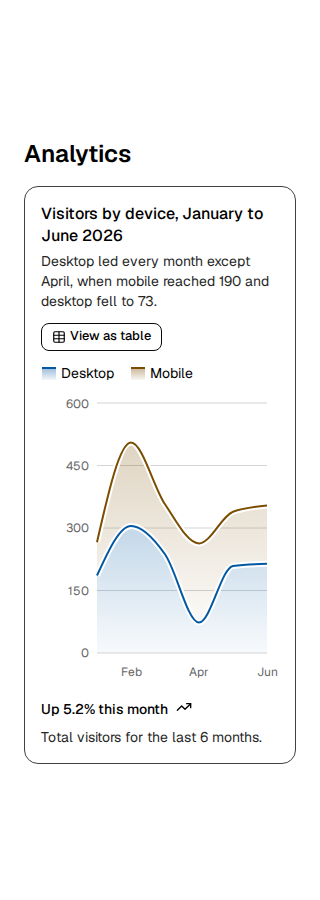 Analytics
Visitors by device, January to
June 2026
Desktop led every month except
April, when mobile reached 190 and
desktop fell to 73.
View as table
Desktop Mobile
600
450
300
150
0
Feb Apr Jun
Up 5.2% this month
Total visitors for the last 6 months.